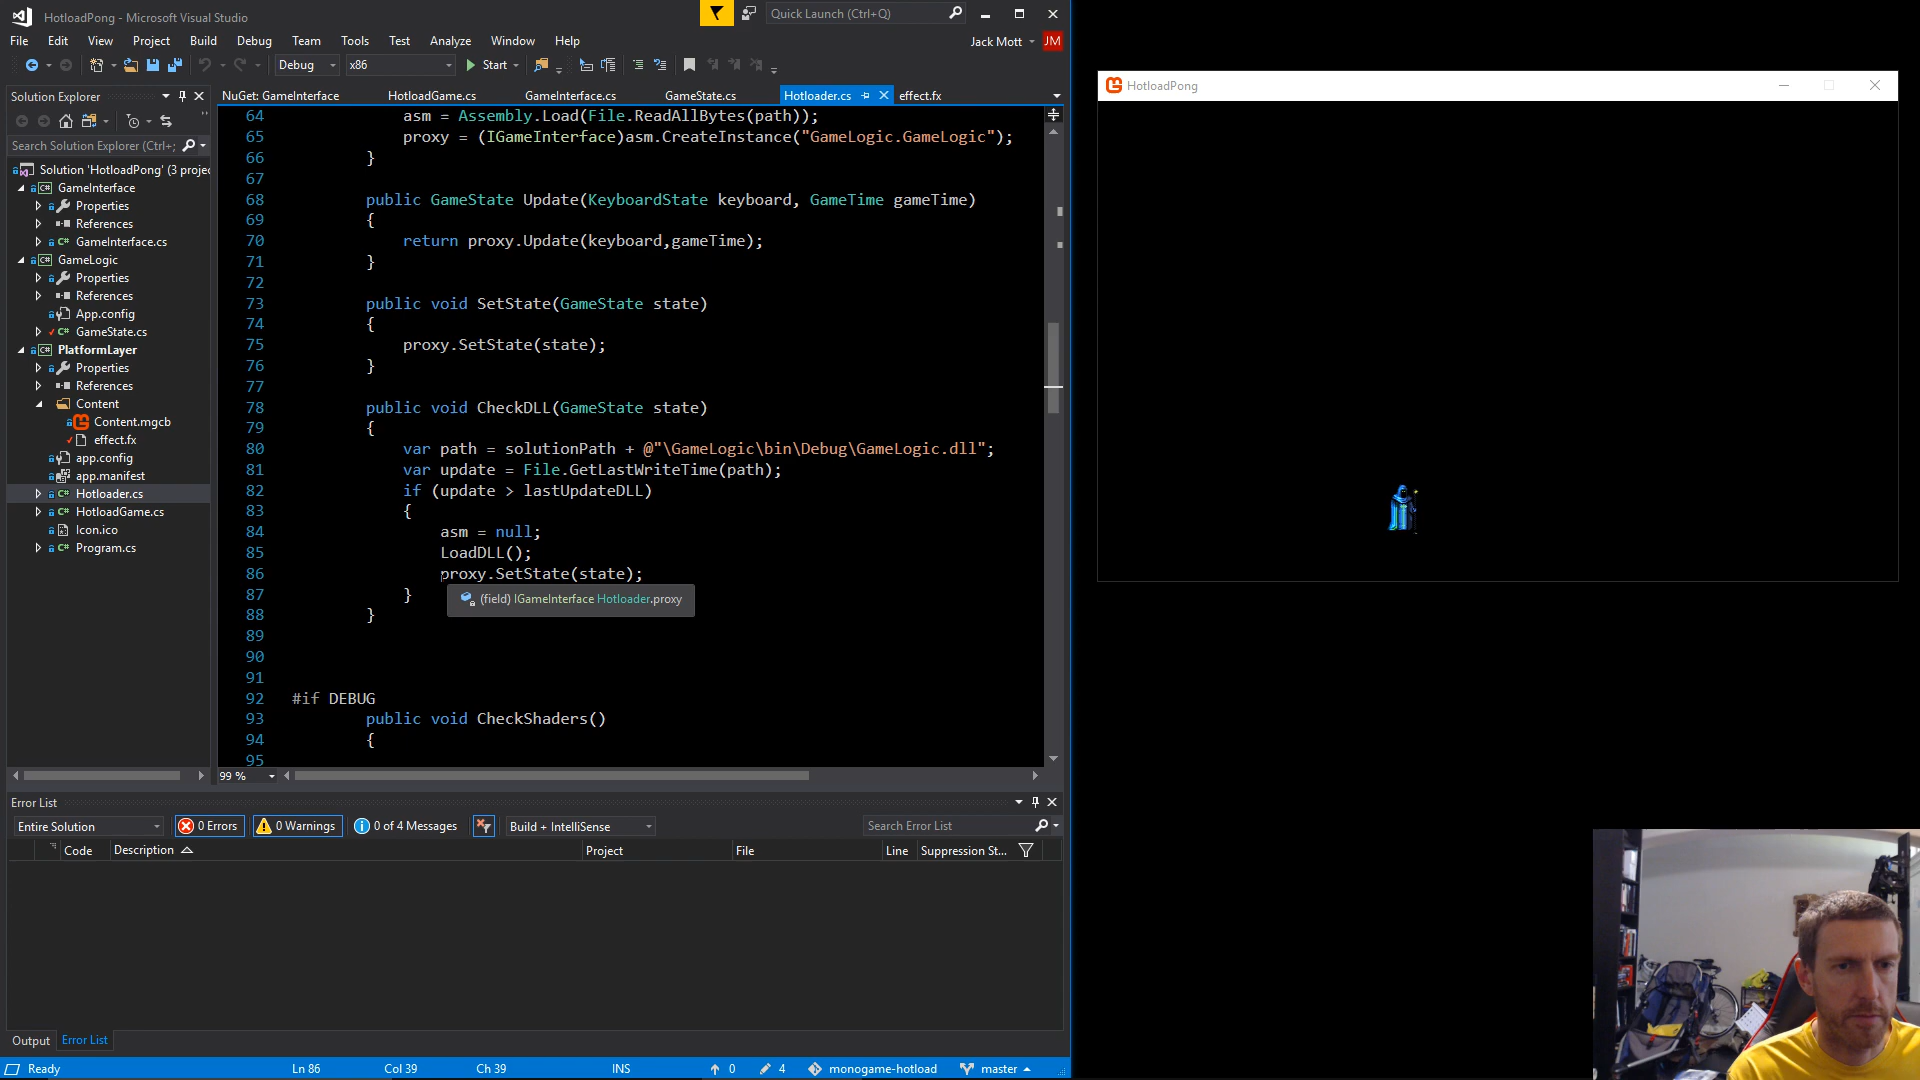 HotloadPong - Microsoft Visual Studio
Quick Launch (Ctrl+Q)
File Edit View Project Build Debug Team Tools Test Analyze Window Help
Jack Mott JM
Debug x86 Start
Solution Explorer
Search Solution Explorer (Ctrl+;
Solution 'HotloadPong' (3 projec
GameInterface
Properties
References
GameInterface.cs
GameLogic
Properties
References
App.config
GameState.cs
PlatformLayer
Properties
References
Content
Content.mgcb
effect.fx
app.config
app.manifest
Hotloader.cs
HotloadGame.cs
Icon.ico
Program.cs
NuGet: GameInterface HotloadGame.cs GameInterface.cs GameState.cs Hotloader.cs effect.fx
64 asm = Assembly.Load(File.ReadAllBytes(path));
65 proxy = (IGameInterface)asm.CreateInstance("GameLogic.GameLogic");
66 }
67
68 public GameState Update(KeyboardState keyboard, GameTime gameTime)
69 {
70 return proxy.Update(keyboard,gameTime);
71 }
72
73 public void SetState(GameState state)
74 {
75 proxy.SetState(state);
76 }
77
78 public void CheckDLL(GameState state)
79 {
80 var path = solutionPath + @"\GameLogic\bin\Debug\GameLogic.dll";
81 var update = File.GetLastWriteTime(path);
82 if (update > lastUpdateDLL)
83 {
84 asm = null;
85 LoadDLL();
86 proxy.SetState(state);
87 }
(field) IGameInterface Hotloader.proxy
88 }
89
90
91
92 #if DEBUG
93 public void CheckShaders()
94 {
95
99 %
Error List
Entire Solution 0 Errors 0 Warnings 0 of 4 Messages Build + IntelliSense Search Error List
Code Description Project File Line Suppression St...
Output Error List
Ready Ln 86 Col 39 Ch 39 INS 0 4 monogame-hotload master
HotloadPong